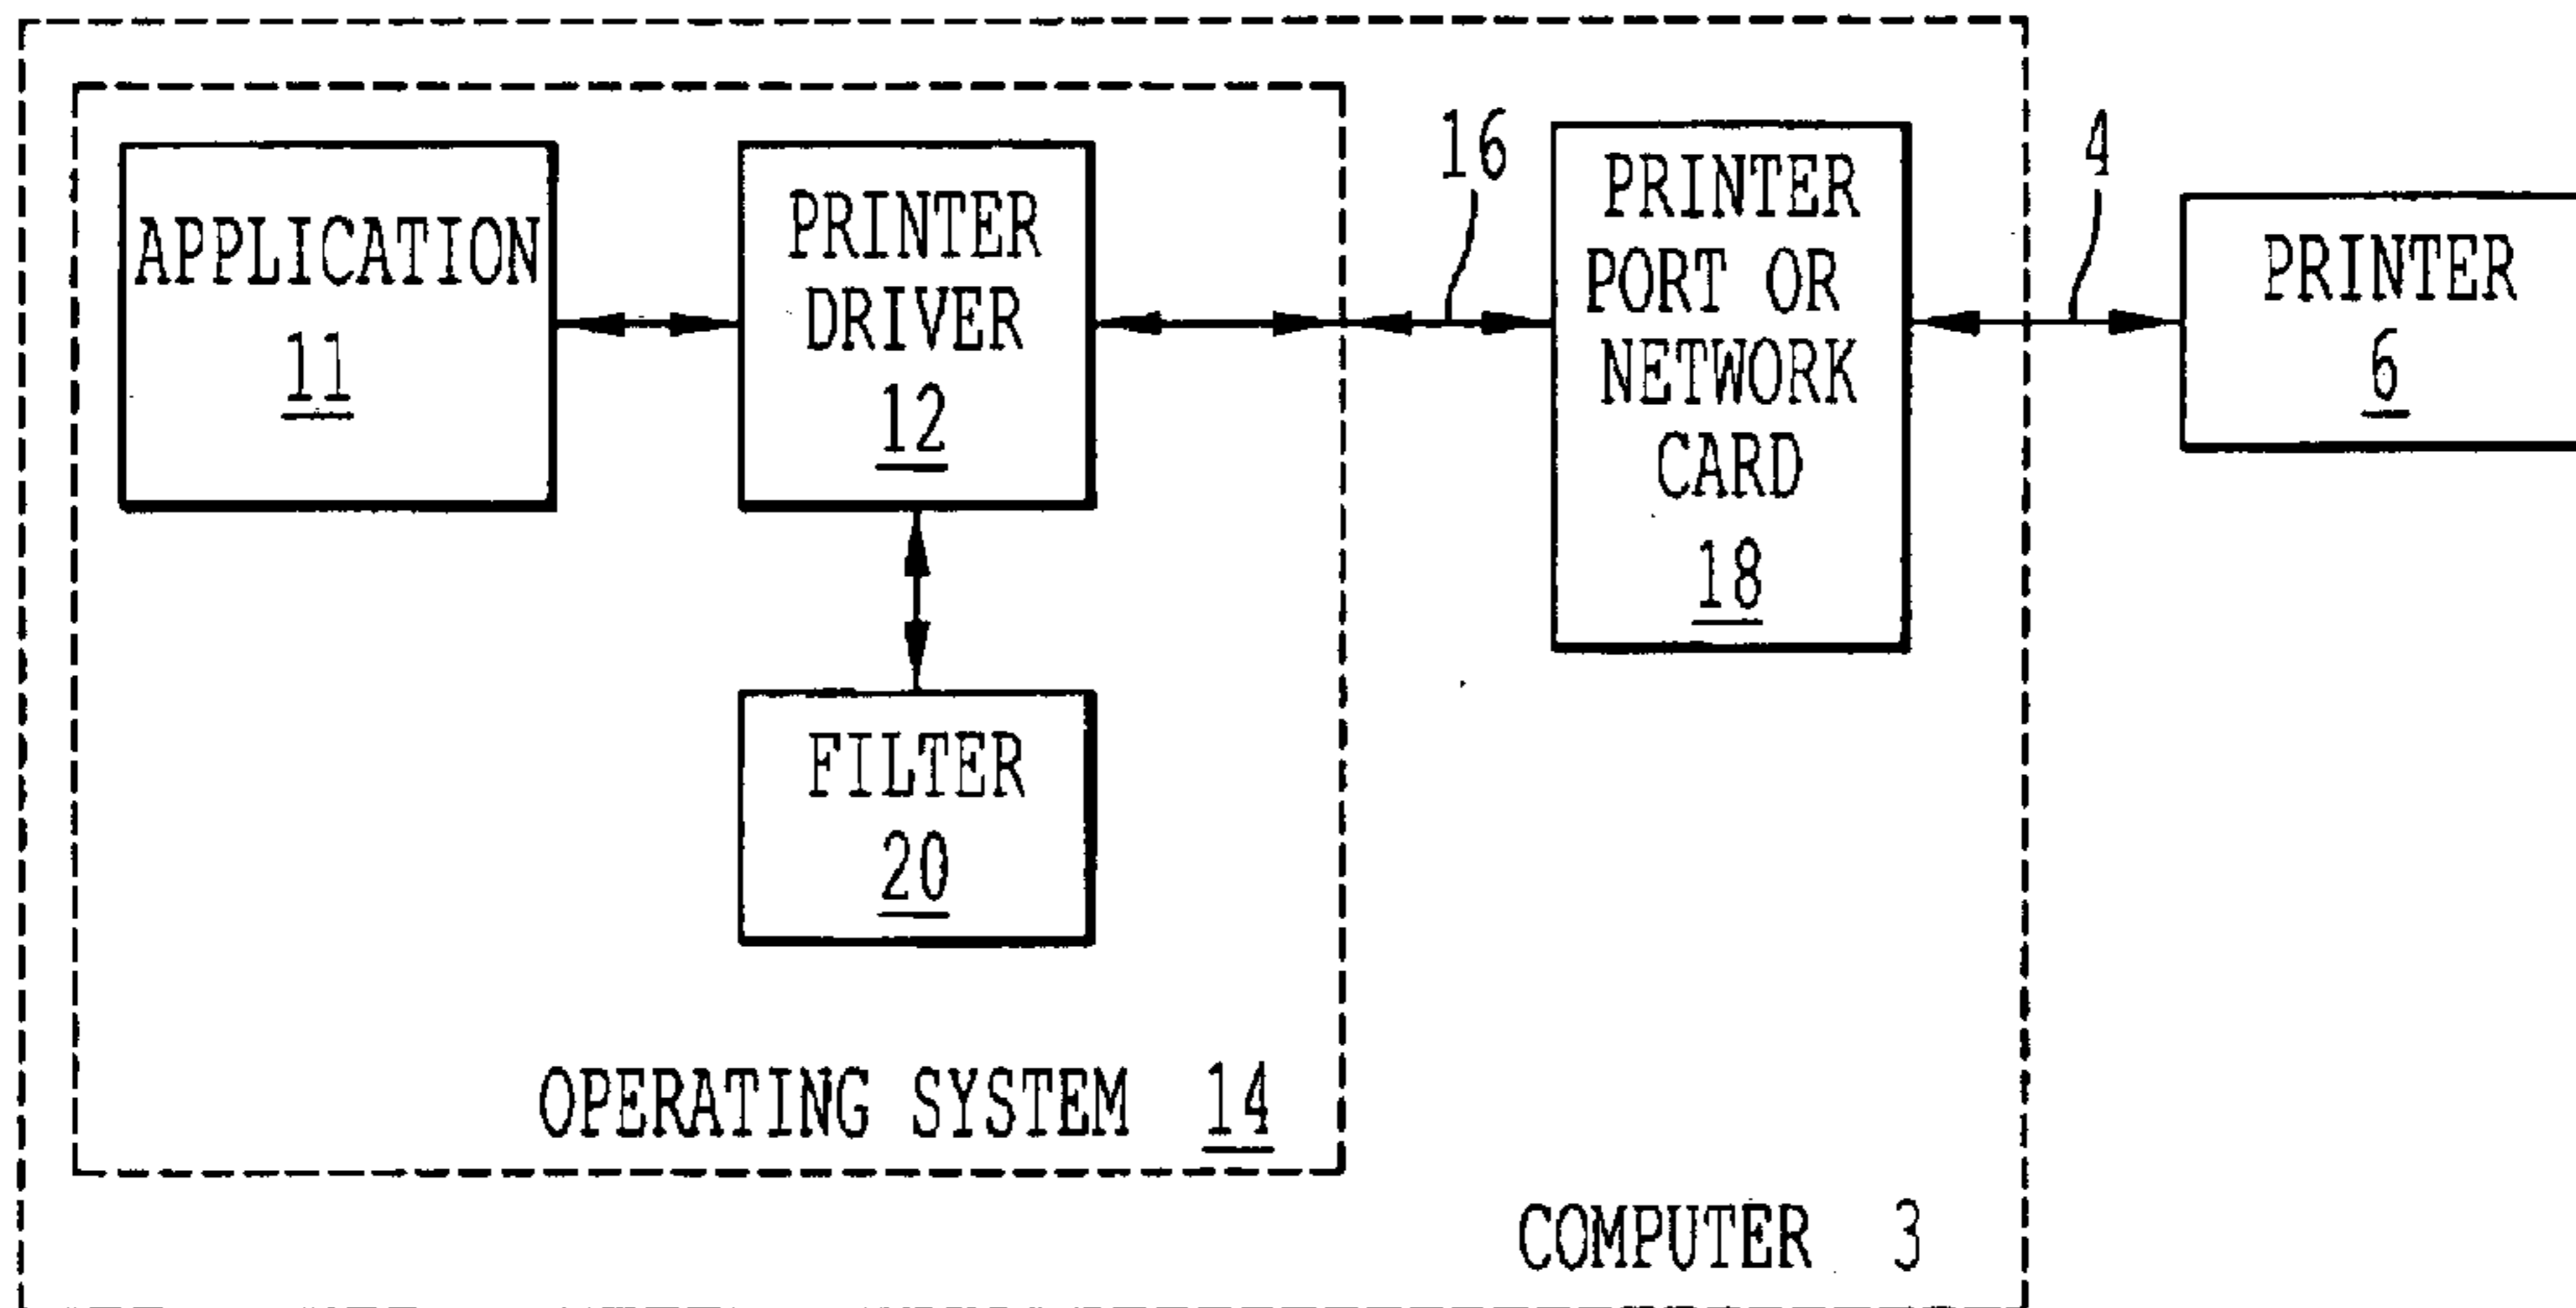 APPLICATION
11
PRINTER
DRIVER
12
16
PRINTER
PORT OR
NETWORK
CARD
18
4
PRINTER
6
FILTER
20
OPERATING SYSTEM 14
COMPUTER 3